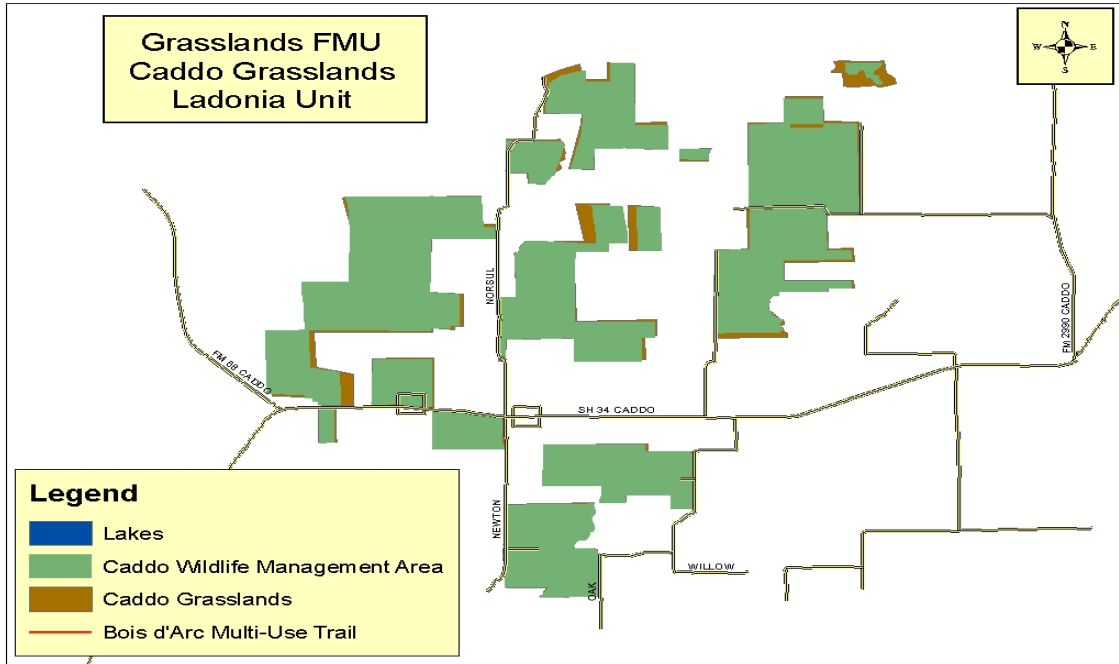 Grasslands FMU
Caddo Grasslands
Ladonia Unit
N
W E
S
NORSUL
FM 2990 CADDO
FM 68 CADDO
SH 34 CADDO
NEWTON
OAK
WILLOW
Legend
Lakes
Caddo Wildlife Management Area
Caddo Grasslands
Bois d'Arc Multi-Use Trail